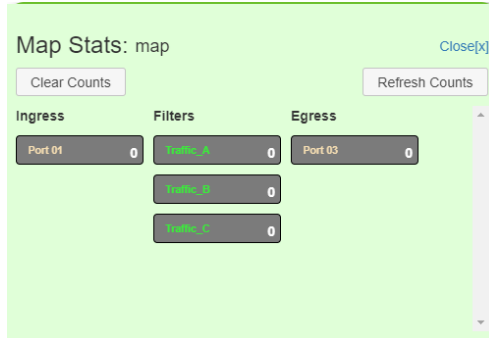 Map Stats: map
Close[x]
Clear Counts
Refresh Counts
Ingress Filters Egress
Port 01 0 Traffic_A 0 Port 03 0
Traffic_B 0
Traffic_C 0